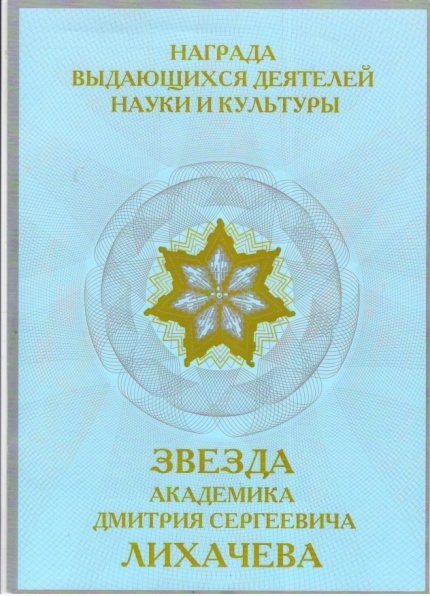 НАГРАДА
ВЫДАЮЩИХСЯ ДЕЯТЕЛЕЙ
НАУКИ И КУЛЬТУРЫ
ЗВЕЗДА
АКАДЕМИКА
ДМИТРИЯ СЕРГЕЕВИЧА
ЛИХАЧЕВА